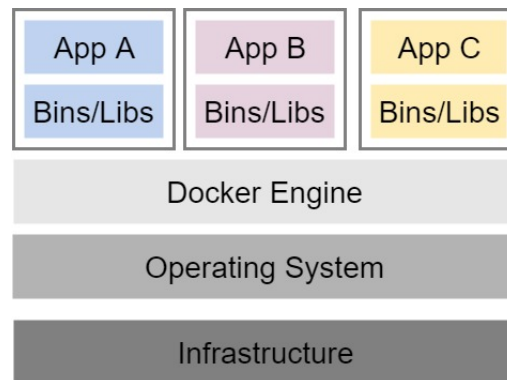 App A
App B
App C
Bins/Libs
Bins/Libs
Bins/Libs
Docker Engine
Operating System
Infrastructure